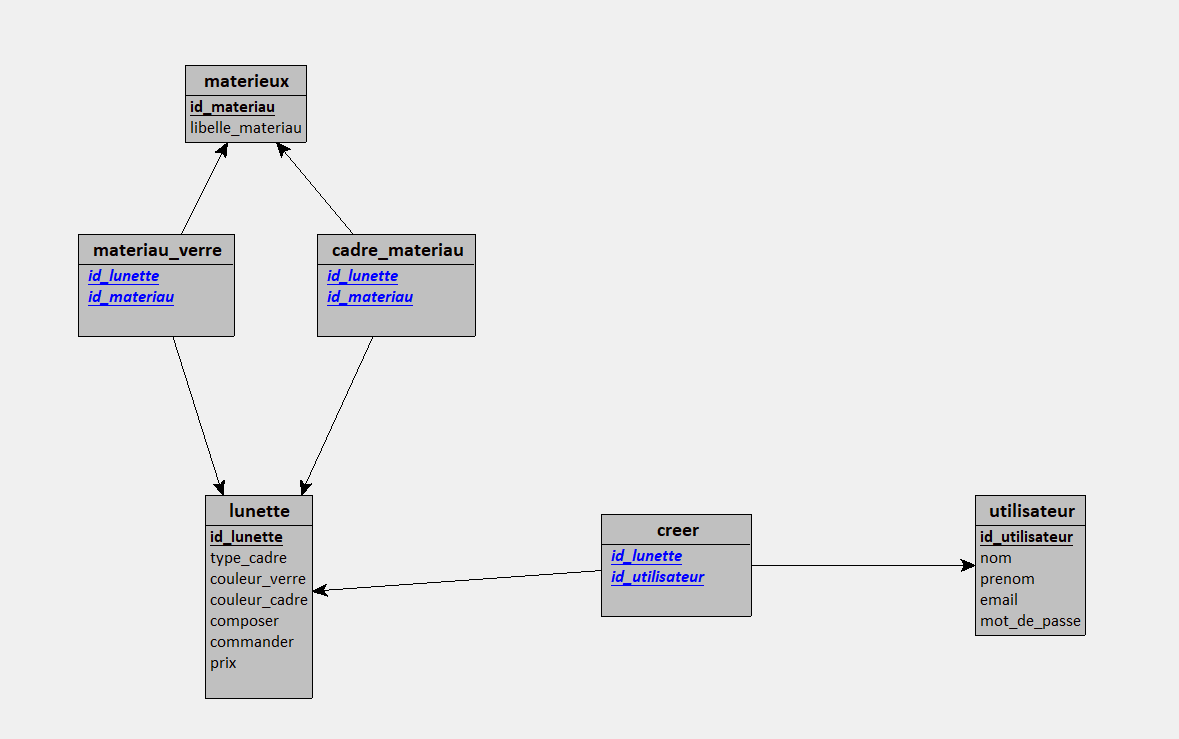 materieux
id_materiau
libelle_materiau
materiau_verre
id_lunette
id_materiau
cadre_materiau
id_lunette
id_materiau
lunette
id_lunette
type_cadre
couleur_verre
couleur_cadre
composer
commander
prix
creer
id_lunette
id_utilisateur
utilisateur
id_utilisateur
nom
prenom
email
mot_de_passe